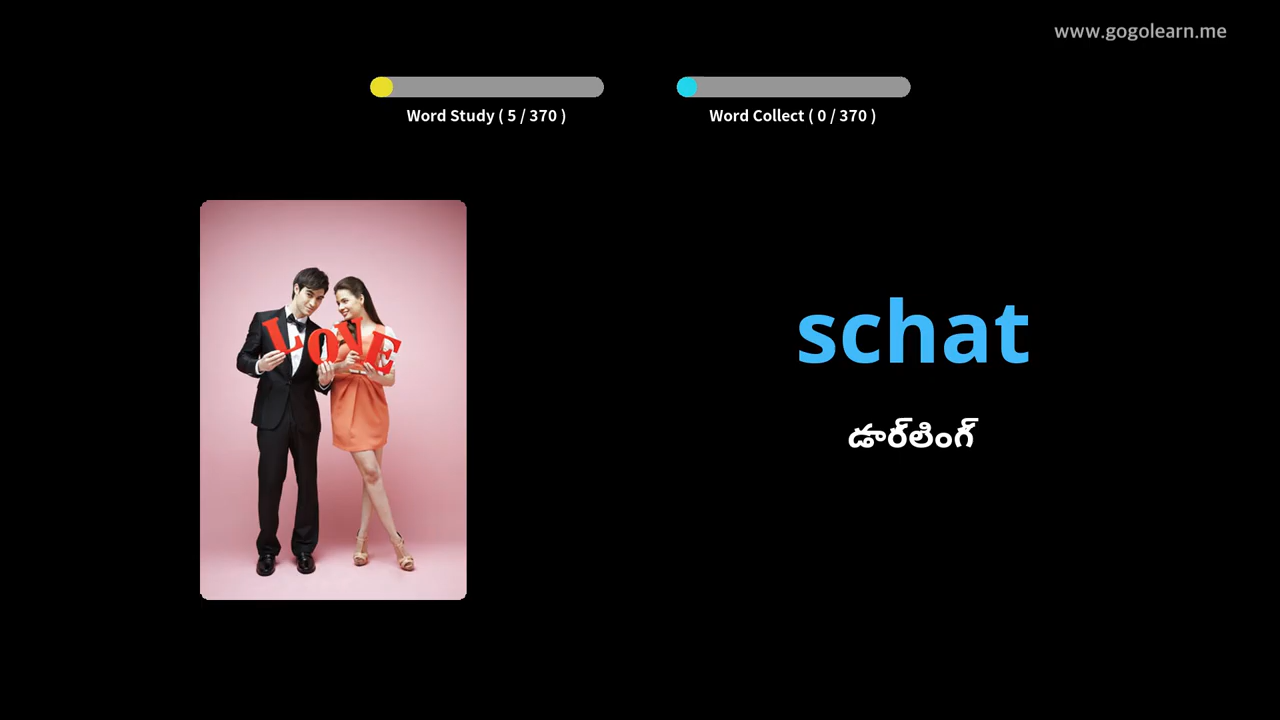 www.gogolearn.me
Word Study ( 5 / 370 )
Word Collect ( 0 / 370 )
LOVE
schat
డార్లింగ్